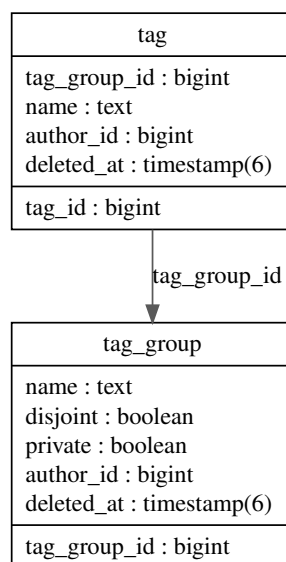 tag
tag_group_id : bigint
name : text
author_id : bigint
deleted_at : timestamp(6)
tag_id : bigint
tag_group_id
tag_group
name : text
disjoint : boolean
private : boolean
author_id : bigint
deleted_at : timestamp(6)
tag_group_id : bigint